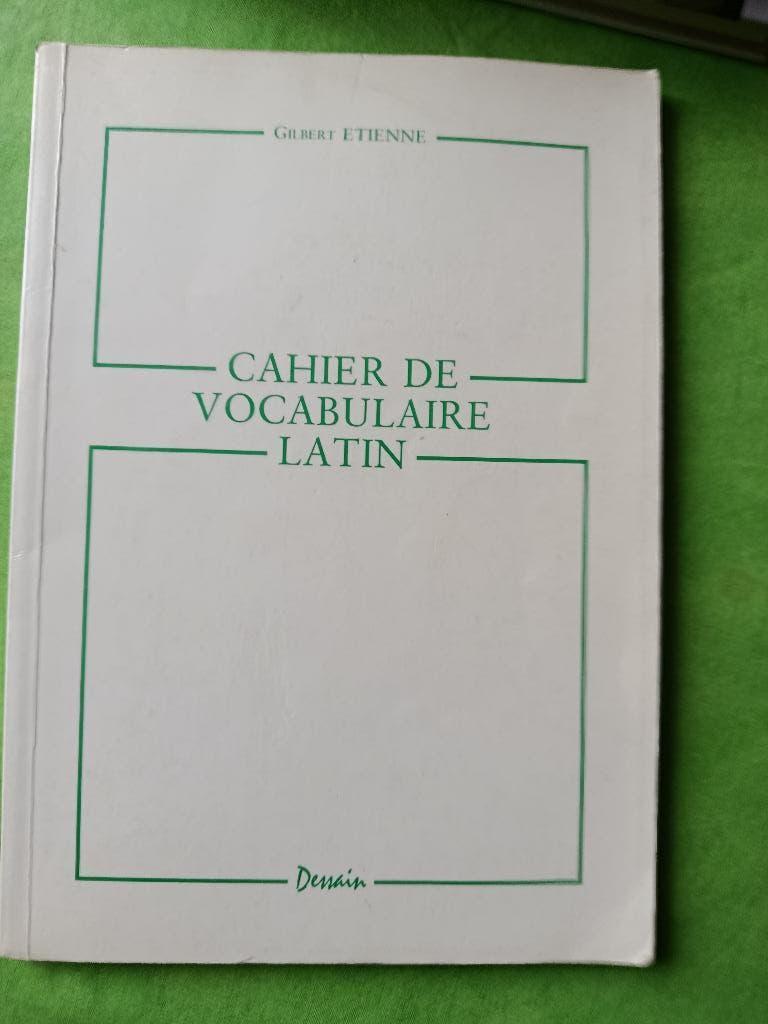 GILBERT ETIENNE
CAHIER DE
VOCABULAIRE
LATIN
Dessain